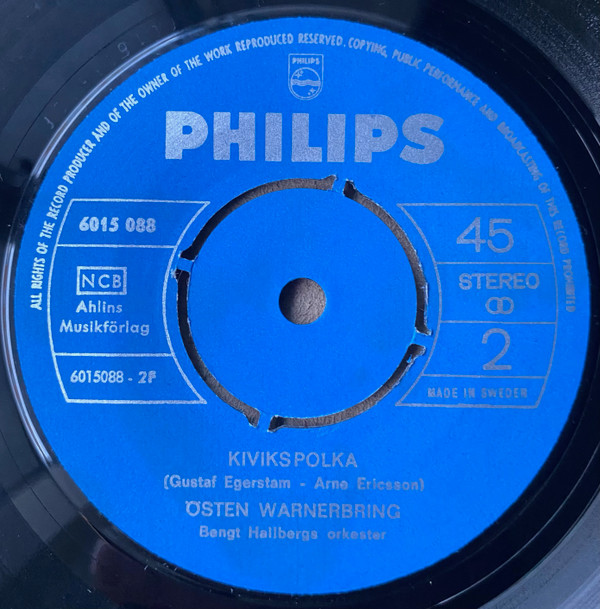 ALL RIGHTS OF THE RECORD PRODUCER AND OF THE OWNER OF THE WORK REPRODUCED RESERVED. COPYING, PUBLIC PERFORMANCE AND BROADCASTING OF THIS RECORD PROHIBITED
PHILIPS
PHILIPS
6015 088
NCB
Ahlins
Musikförlag
6015088 - 2F
45
STEREO
2
MADE IN SWEDEN
KIVIKSPOLKA
(Gustaf Egerstam - Arne Ericsson)
ÖSTEN WARNERBRING
Bengt Hallbergs orkester